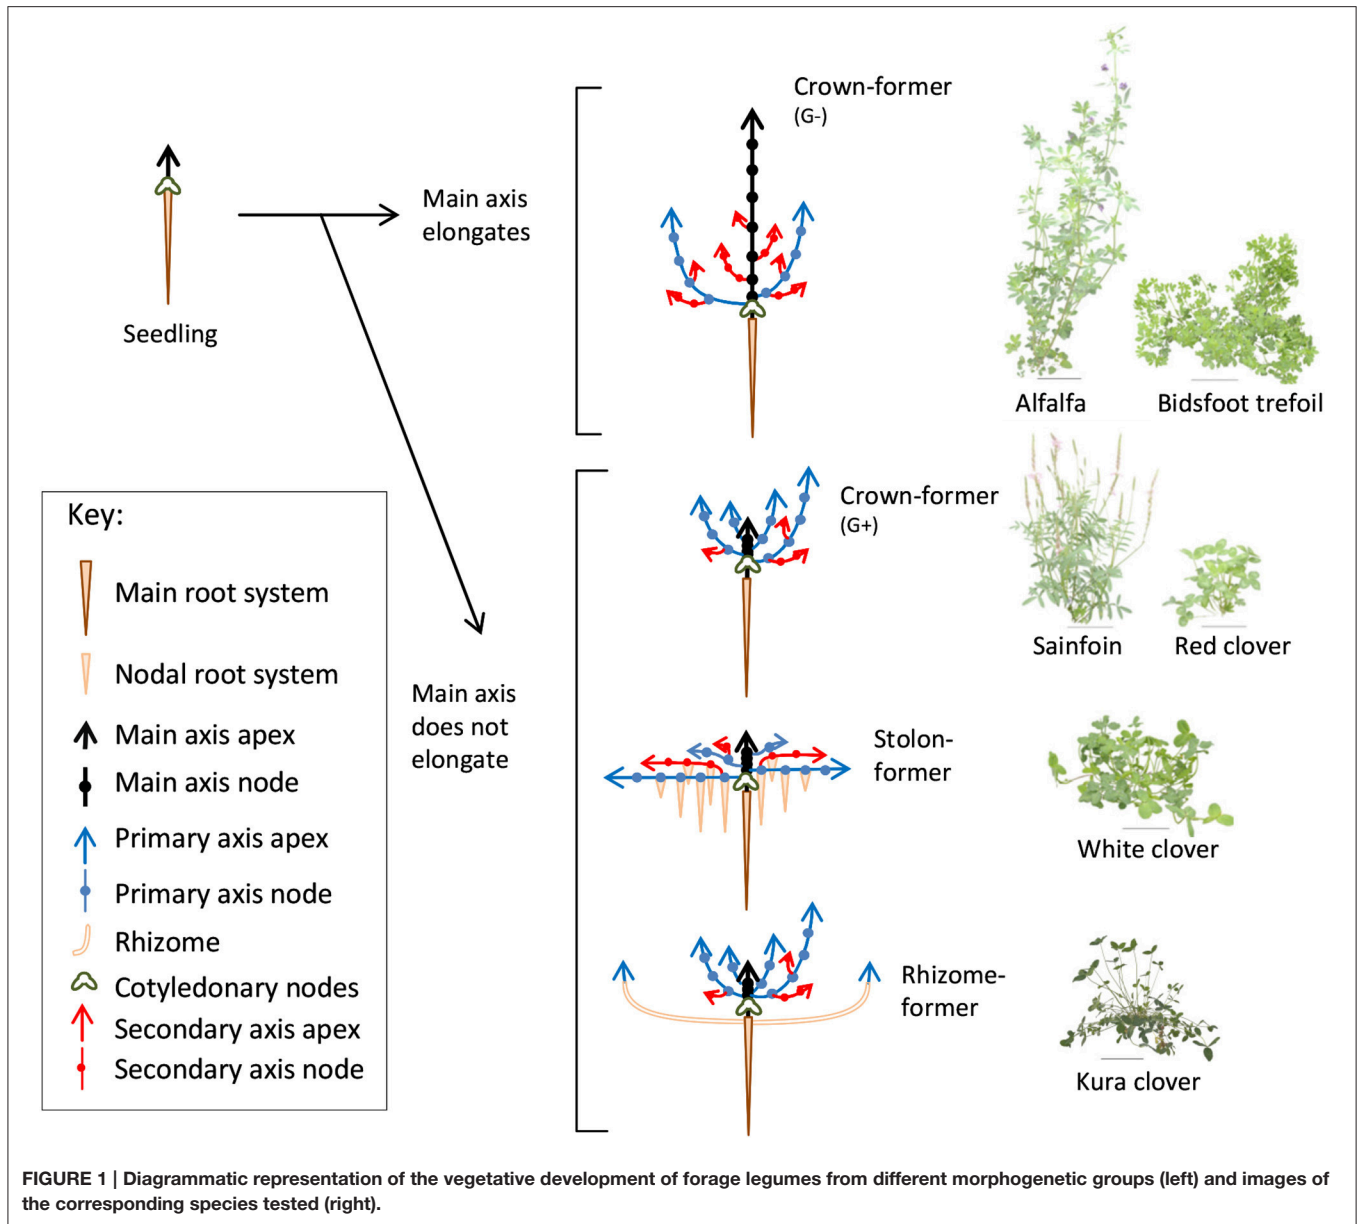 Crown-former
(G-)
Main axis
elongates
Seedling
Alfalfa
Bidsfoot trefoil
Crown-former
(G+)
Sainfoin
Red clover
Main axis
does not
elongate
Stolon-
former
White clover
Rhizome-
former
Kura clover
Key:
Main root system
Nodal root system
Main axis apex
Main axis node
Primary axis apex
Primary axis node
Rhizome
Cotyledonary nodes
Secondary axis apex
Secondary axis node
FIGURE 1 | Diagrammatic representation of the vegetative development of forage legumes from different morphogenetic groups (left) and images of
the corresponding species tested (right).